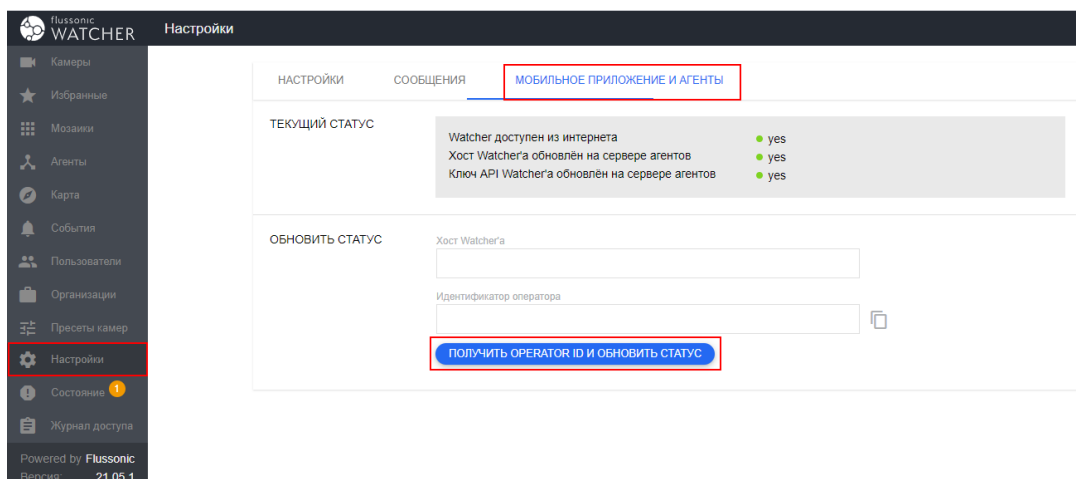 flussonic
WATCHER
Настройки
Камеры
Избранные
Мозаики
Агенты
Карта
События
Пользователи
Организации
Пресеты камер
Настройки
Состояние 1
Журнал доступа
Powered by Flussonic
Версия: 21.05.1
НАСТРОЙКИ СООБЩЕНИЯ МОБИЛЬНОЕ ПРИЛОЖЕНИЕ И АГЕНТЫ
ТЕКУЩИЙ СТАТУС
Watcher доступен из интернета yes
Хост Watcher'а обновлён на сервере агентов yes
Ключ API Watcher'а обновлён на сервере агентов yes
ОБНОВИТЬ СТАТУС
Хост Watcher'а
Идентификатор оператора
ПОЛУЧИТЬ OPERATOR ID И ОБНОВИТЬ СТАТУС